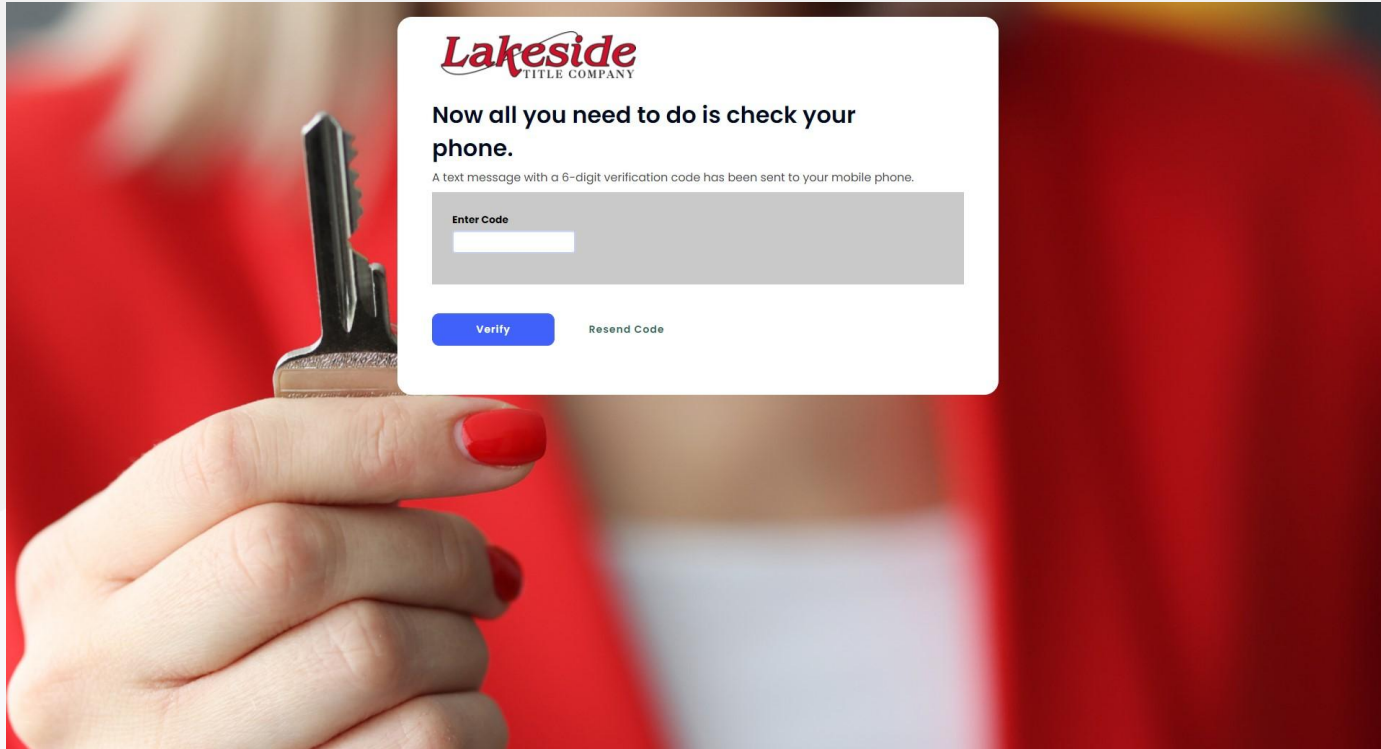 Lakeside
TITLE COMPANY
Now all you need to do is check your
phone.
A text message with a 6-digit verification code has been sent to your mobile phone.
Enter Code
Verify
Resend Code